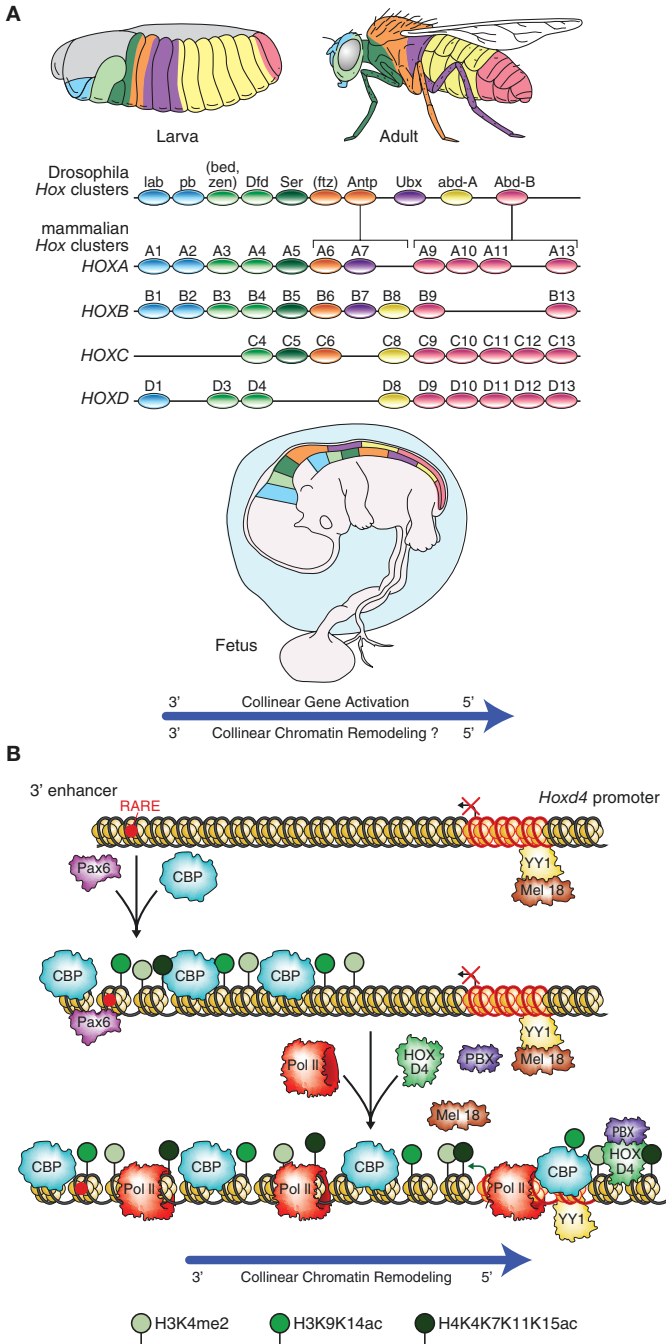 A
Larva
Adult
Drosophila
Hox clusters
lab pb (bed, zen) Dfd Ser (ftz) Antp Ubx abd-A Abd-B
mammalian
Hox clusters
A1 A2 A3 A4 A5 A6 A7 A9 A10 A11 A13
HOXA
B1 B2 B3 B4 B5 B6 B7 B8 B9 B13
HOXB
C4 C5 C6 C8 C9 C10 C11 C12 C13
HOXC
D1 D3 D4 D8 D9 D10 D11 D12 D13
HOXD
Fetus
3' Collinear Gene Activation 5'
3' Collinear Chromatin Remodeling ? 5'
B
3' enhancer
Hoxd4 promoter
RARE
Pax6
CBP
YY1
Mel 18
CBP CBP CBP
Pax6
YY1
Mel 18
Pol II
HOX
D4
PBX
Mel 18
PBX
HOX
D4
CBP CBP CBP CBP
Pol II Pol II Pol II
YY1
3' Collinear Chromatin Remodeling 5'
H3K4me2 H3K9K14ac H4K4K7K11K15ac